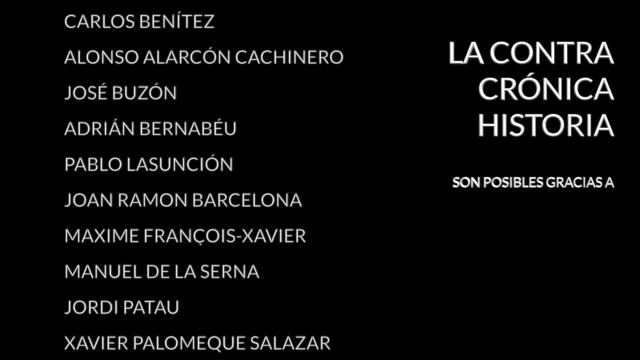 CARLOS BENÍTEZ
ALONSO ALARCÓN CACHINERO
JOSÉ BUZÓN
ADRIÁN BERNABÉU
PABLO LASUNCIÓN
JOAN RAMON BARCELONA
MAXIME FRANÇOIS-XAVIER
MANUEL DE LA SERNA
JORDI PATAU
XAVIER PALOMEQUE SALAZAR
LA CONTRA
CRÓNICA
HISTORIA
SON POSIBLES GRACIAS A